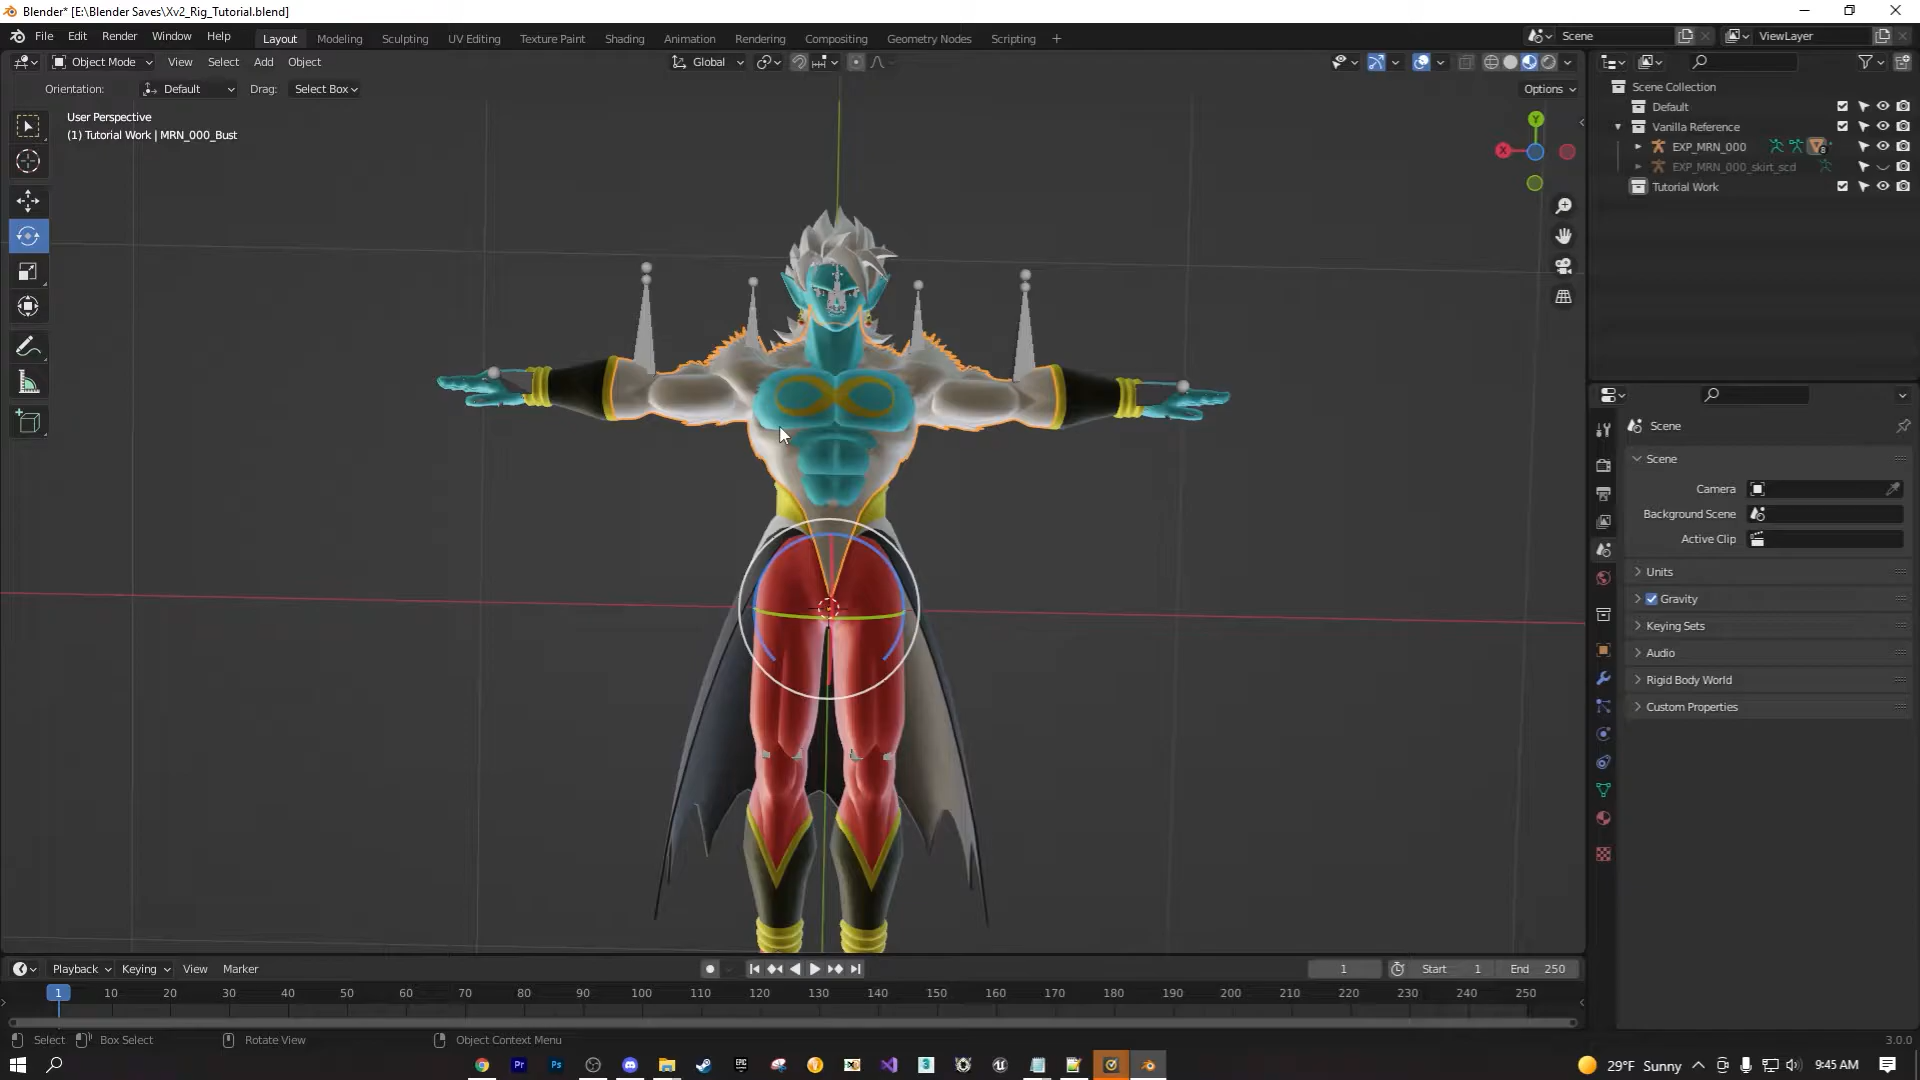 Blender* [E:\Blender Saves\Xv2_Rig_Tutorial.blend]
File Edit Render Window Help Layout Modeling Sculpting UV Editing Texture Paint Shading Animation Rendering Compositing Geometry Nodes Scripting + Scene ViewLayer
Object Mode View Select Add Object Global
Orientation: Default Drag: Select Box Options
User Perspective
(1) Tutorial Work | MRN_000_Bust
X
Y
Scene Collection
Default
Vanilla Reference
EXP_MRN_000 8
EXP_MRN_000_skirt_scd
Tutorial Work
Scene
Scene
Camera
Background Scene
Active Clip
Units
Gravity
Keying Sets
Audio
Rigid Body World
Custom Properties
Playback Keying View Marker 1 Start 1 End 250
1 10 20 30 40 50 60 70 80 90 100 110 120 130 140 150 160 170 180 190 200 210 220 230 240 250
Select Box Select Rotate View Object Context Menu 3.0.0
Pr Ps EPIC 3 29°F Sunny 9:45 AM